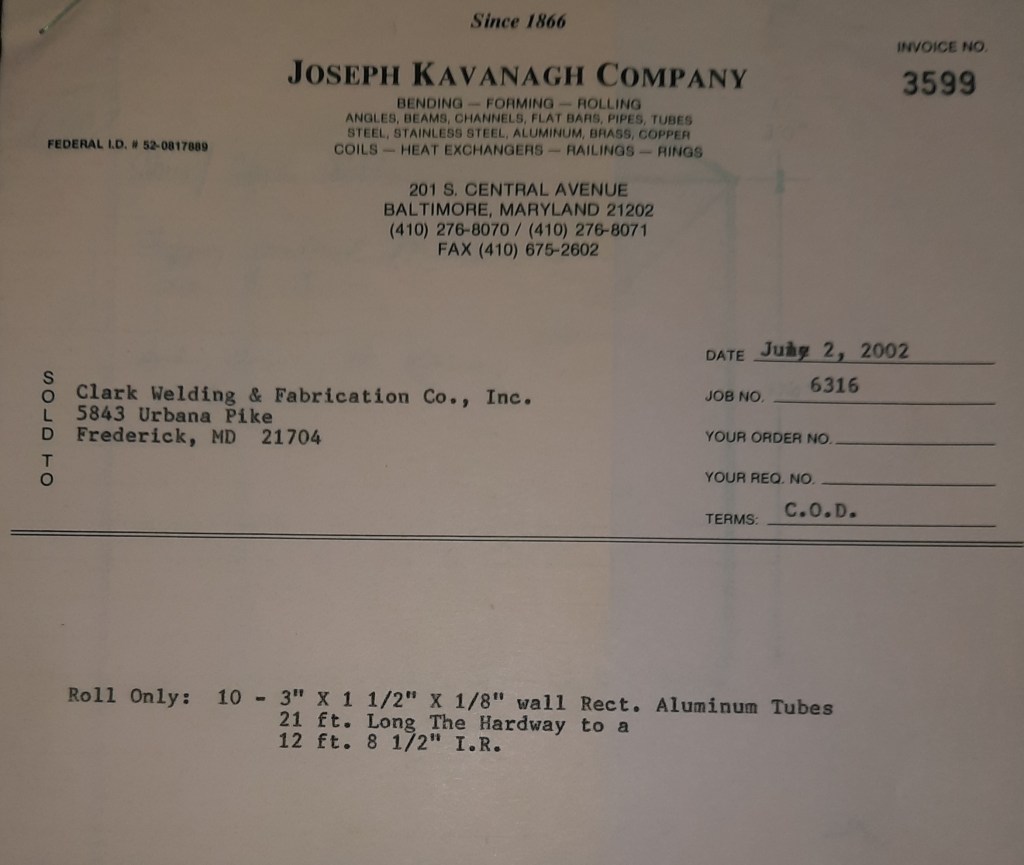 Since 1866
INVOICE NO.
JOSEPH KAVANAGH COMPANY
3599
BENDING — FORMING — ROLLING
ANGLES, BEAMS, CHANNELS, FLAT BARS, PIPES, TUBES
STEEL, STAINLESS STEEL, ALUMINUM, BRASS, COPPER
COILS — HEAT EXCHANGERS — RAILINGS — RINGS
FEDERAL I.D. # 52-0817889
201 S. CENTRAL AVENUE
BALTIMORE, MARYLAND 21202
(410) 276-8070 / (410) 276-8071
FAX (410) 675-2602
DATE 2, 2002
JOB NO. 6316
YOUR ORDER NO.
YOUR REQ. NO.
TERMS: C.O.D.
SOLD TO
Clark Welding & Fabrication Co., Inc.
5843 Urbana Pike
Frederick, MD 21704
Roll Only: 10 - 3" X 1 1/2" X 1/8" wall Rect. Aluminum Tubes
21 ft. Long The Hardway to a
12 ft. 8 1/2" I.R.